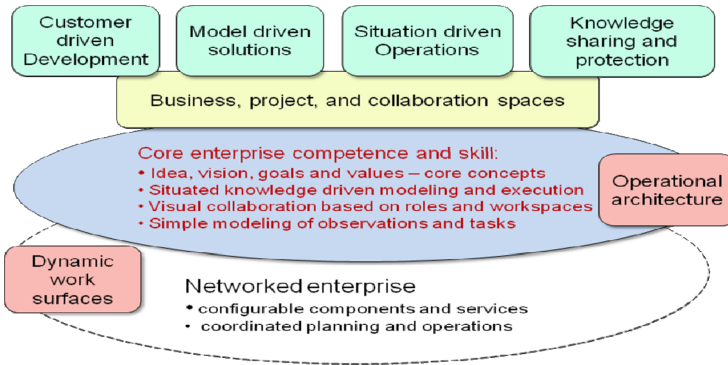 Customer
driven
Development
Model driven
solutions
Situation driven
Operations
Knowledge
sharing and
protection
Business, project, and collaboration spaces
Core enterprise competence and skill:
• Idea, vision, goals and values – core concepts
• Situated knowledge driven modeling and execution
• Visual collaboration based on roles and workspaces
• Simple modeling of observations and tasks
Operational
architecture
Dynamic
work
surfaces
Networked enterprise
• configurable components and services
• coordinated planning and operations